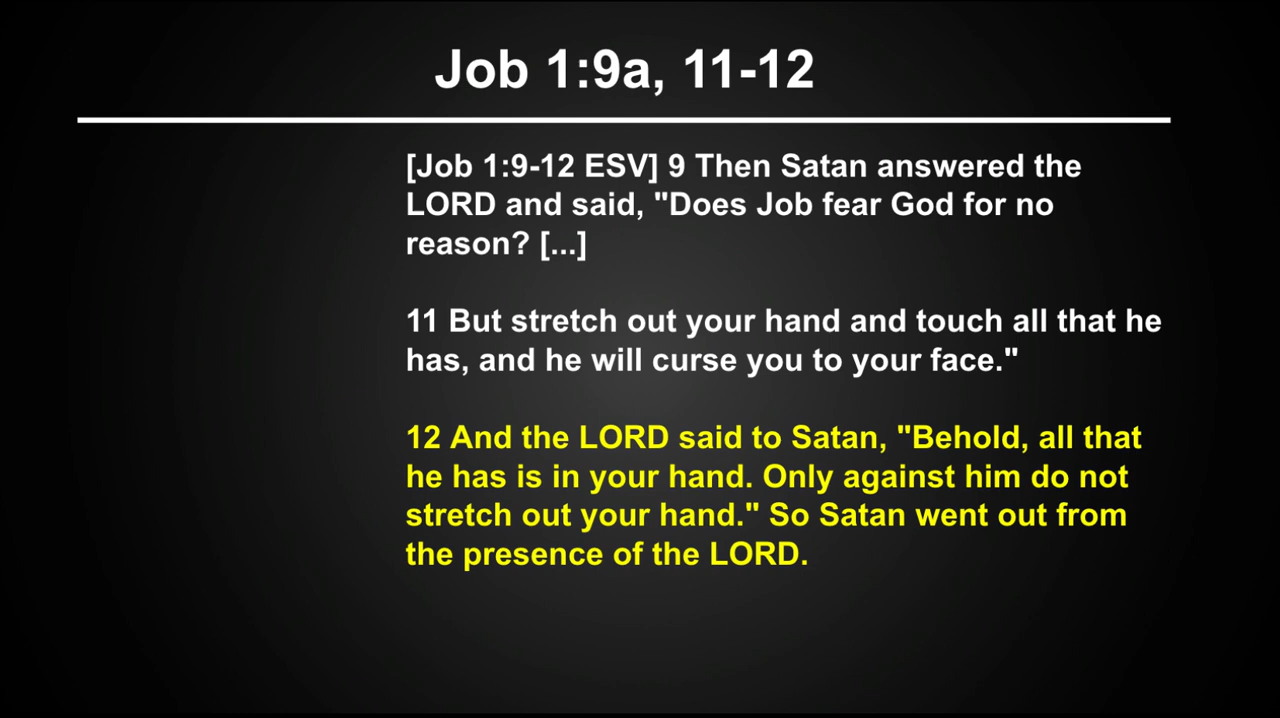 Job 1:9a, 11-12
[Job 1:9-12 ESV] 9 Then Satan answered the
LORD and said, "Does Job fear God for no
reason? [...]
11 But stretch out your hand and touch all that he
has, and he will curse you to your face."
12 And the LORD said to Satan, "Behold, all that
he has is in your hand. Only against him do not
stretch out your hand." So Satan went out from
the presence of the LORD.